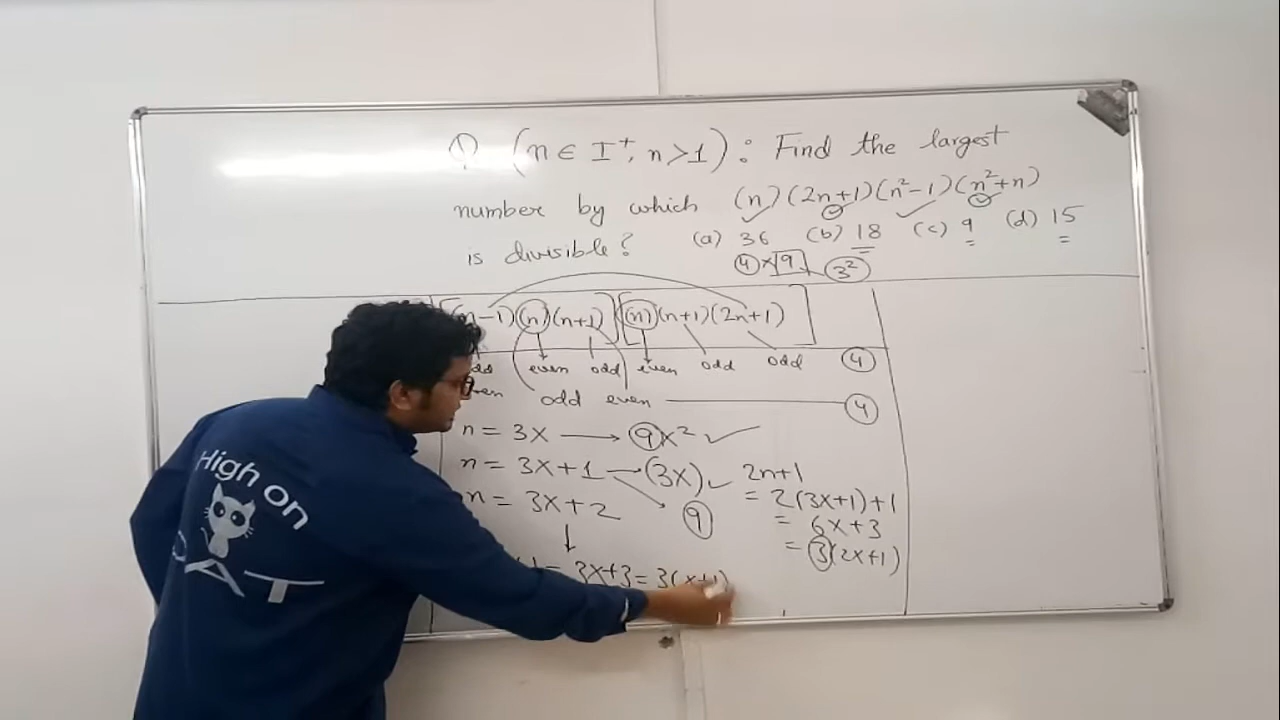 Q (n ∈ I⁺, n>1) : Find the largest
number by which (n)(2n+1)(n²-1)(n²+n)
is divisible? (a) 36 (b) 18 (c) 9 (d) 15
4 × 9 3²
n-1)(n)(n+1)] [(n)(n+1)(2n+1)]
even odd even odd odd 4
odd even 4
n = 3x → 9x² ✓
n = 3x+1 → (3x) ✓
9
n = 3x+2
↓
= 3x+3 = 3(x+1)
2n+1
= 2(3x+1)+1
= 6x+3
= 3(2x+1)
High on
CAT